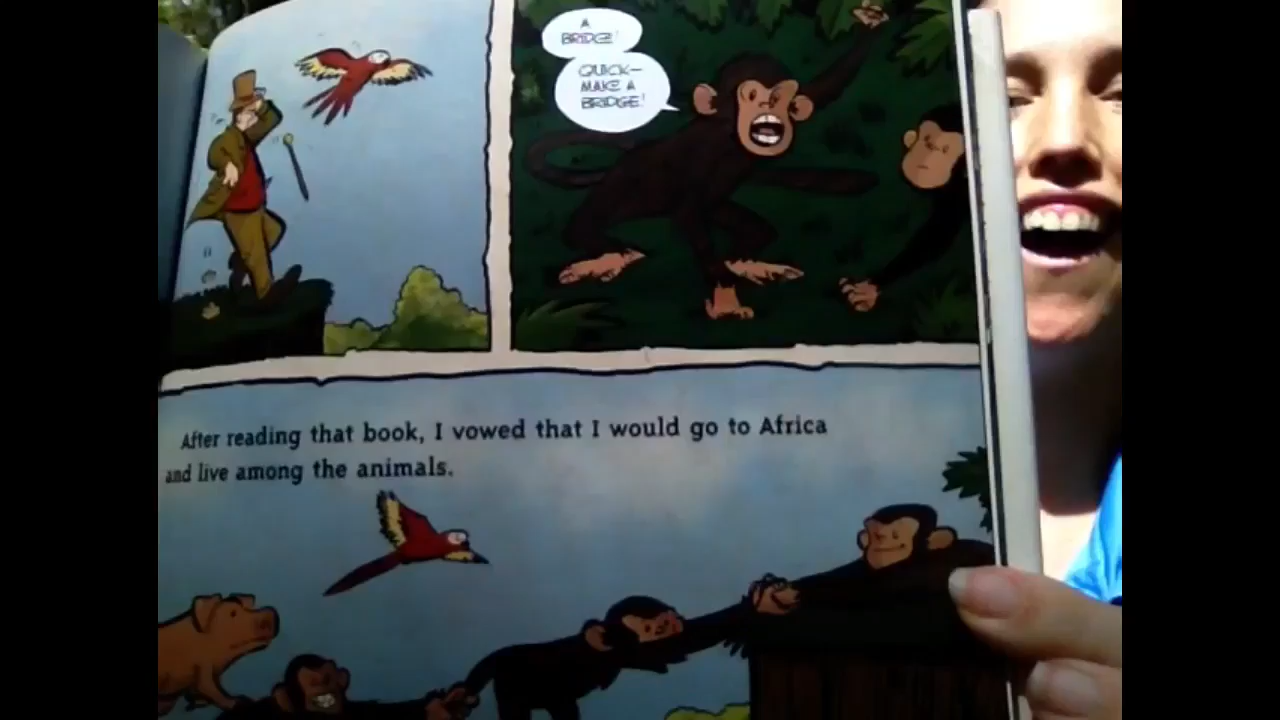 A
BRIDGE!
QUICK—
MAKE A
BRIDGE!
After reading that book, I vowed that I would go to Africa
and live among the animals.